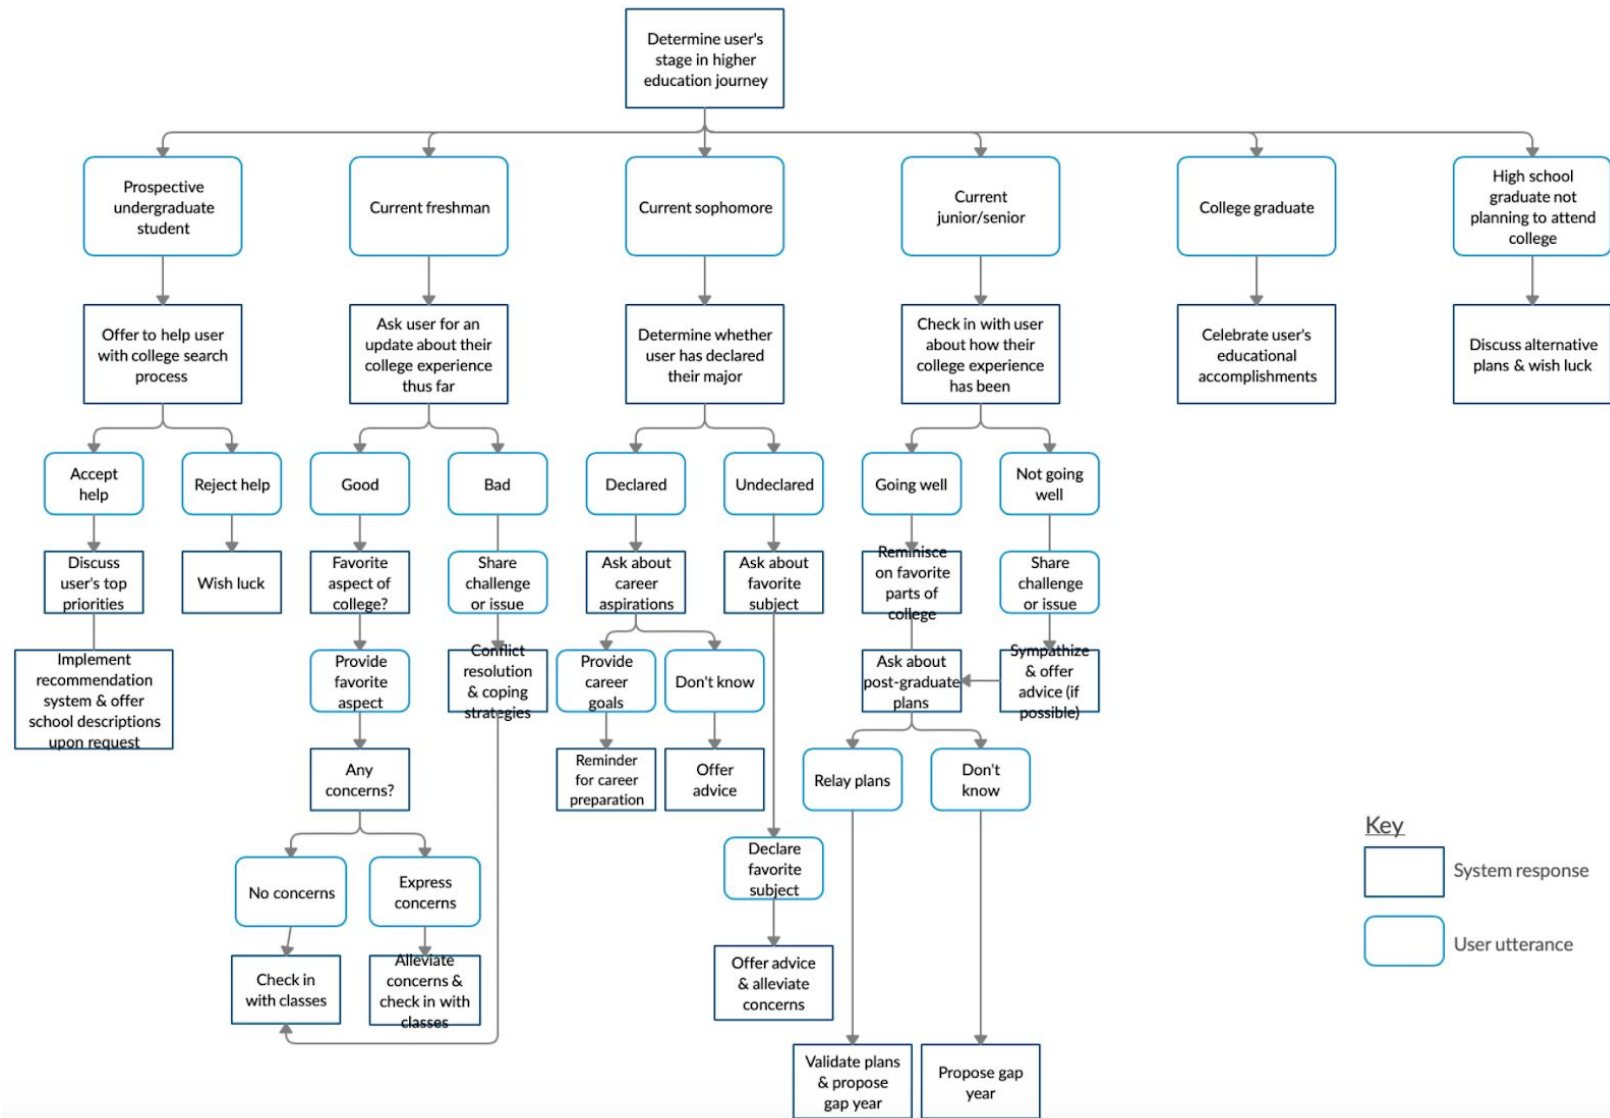 Determine user's
stage in higher
education journey
Prospective
undergraduate
student
Current freshman
Current sophomore
Current
junior/senior
College graduate
High school
graduate not
planning to attend
college
Offer to help user
with college search
process
Ask user for an
update about their
college experience
thus far
Determine whether
user has declared
their major
Check in with user
about how their
college experience
has been
Celebrate user's
educational
accomplishments
Discuss alternative
plans & wish luck
Accept
help
Reject help
Good
Bad
Declared
Undeclared
Going well
Not going
well
Discuss
user's top
priorities
Wish luck
Favorite
aspect of
college?
Share
challenge
or issue
Ask about
career
aspirations
Ask about
favorite
subject
Reminisce
on favorite
parts of
college
Share
challenge
or issue
Implement
recommendation
system & offer
school descriptions
upon request
Provide
favorite
aspect
Conflict
resolution
& coping
strategies
Provide
career
goals
Don't know
Ask about
post-graduate
plans
Sympathize
& offer
advice (if
possible)
Any
concerns?
Reminder
for career
preparation
Offer
advice
Relay plans
Don't
know
No concerns
Express
concerns
Declare
favorite
subject
Check in
with classes
Alleviate
concerns &
check in with
classes
Offer advice
& alleviate
concerns
Validate plans
& propose
gap year
Propose gap
year
Key
System response
User utterance